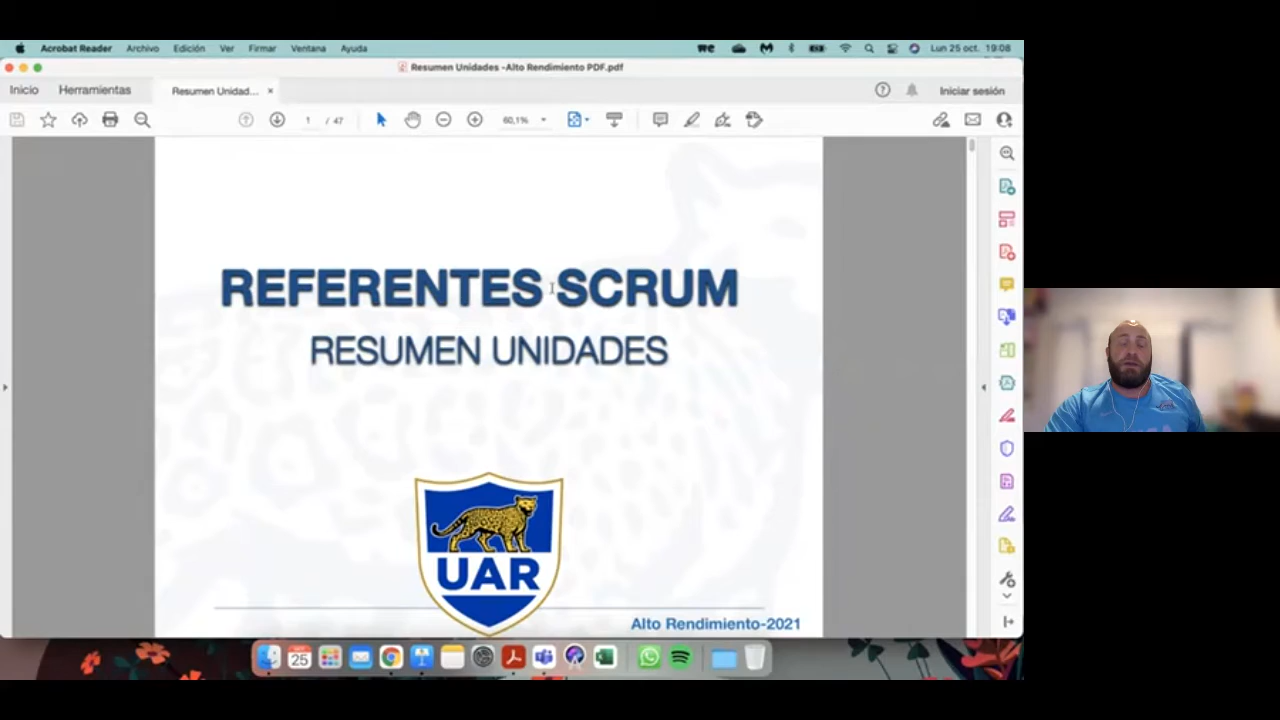 Acrobat Reader Archivo Edición Ver Firmar Ventana Ayuda Lun 25 oct. 19:08
Resumen Unidades -Alto Rendimiento PDF.pdf
Inicio Herramientas Resumen Unidad... × Iniciar sesión
1 / 47 60,1%
REFERENTES SCRUM
RESUMEN UNIDADES
UAR
Alto Rendimiento-2021
25